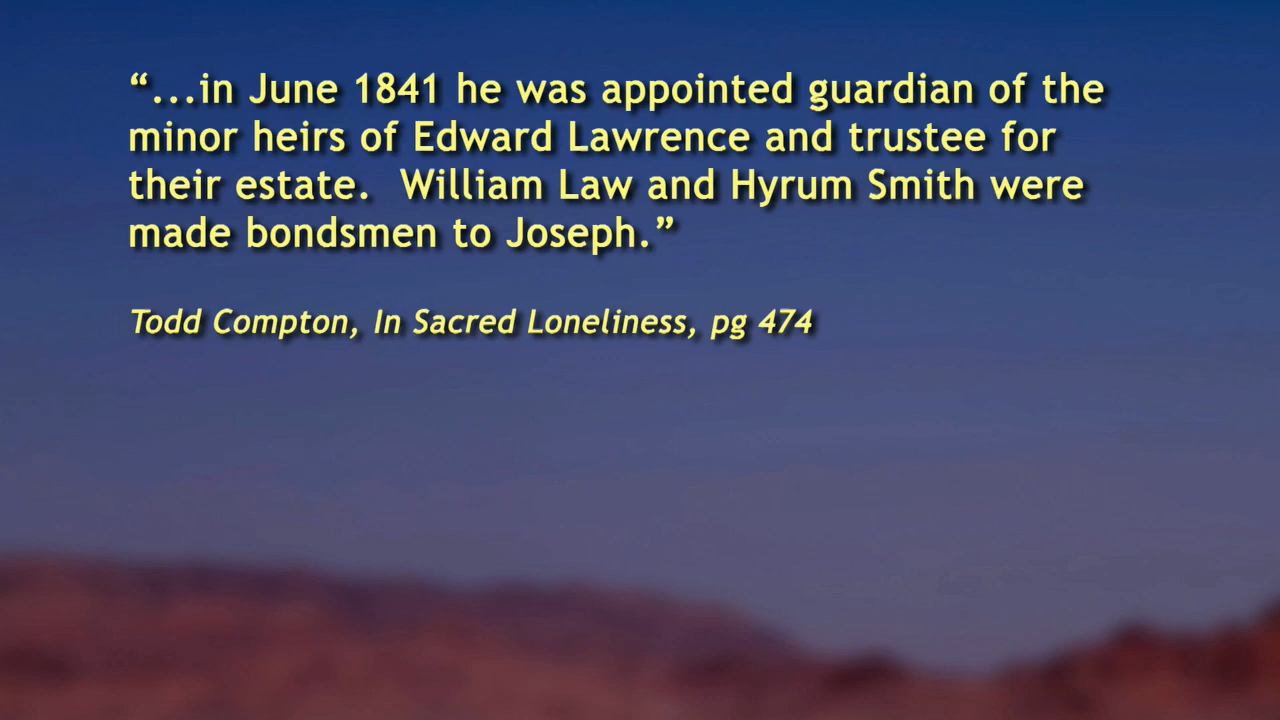 “...in June 1841 he was appointed guardian of the
minor heirs of Edward Lawrence and trustee for
their estate.  William Law and Hyrum Smith were
made bondsmen to Joseph.”
Todd Compton, In Sacred Loneliness, pg 474